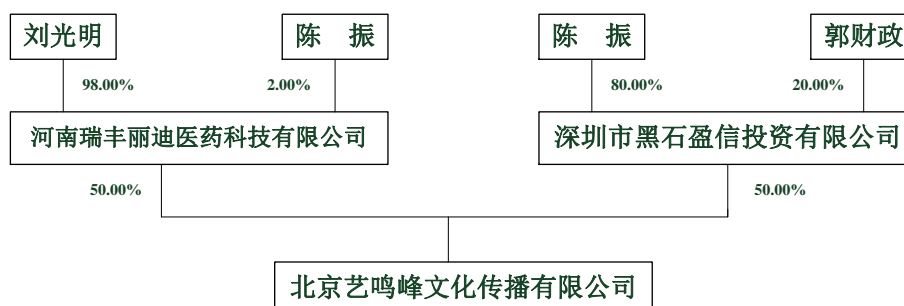 刘光明 陈 振 陈 振 郭财政
98.00% 2.00% 80.00% 20.00%
河南瑞丰丽迪医药科技有限公司 深圳市黑石盈信投资有限公司
50.00% 50.00%
北京艺鸣峰文化传播有限公司